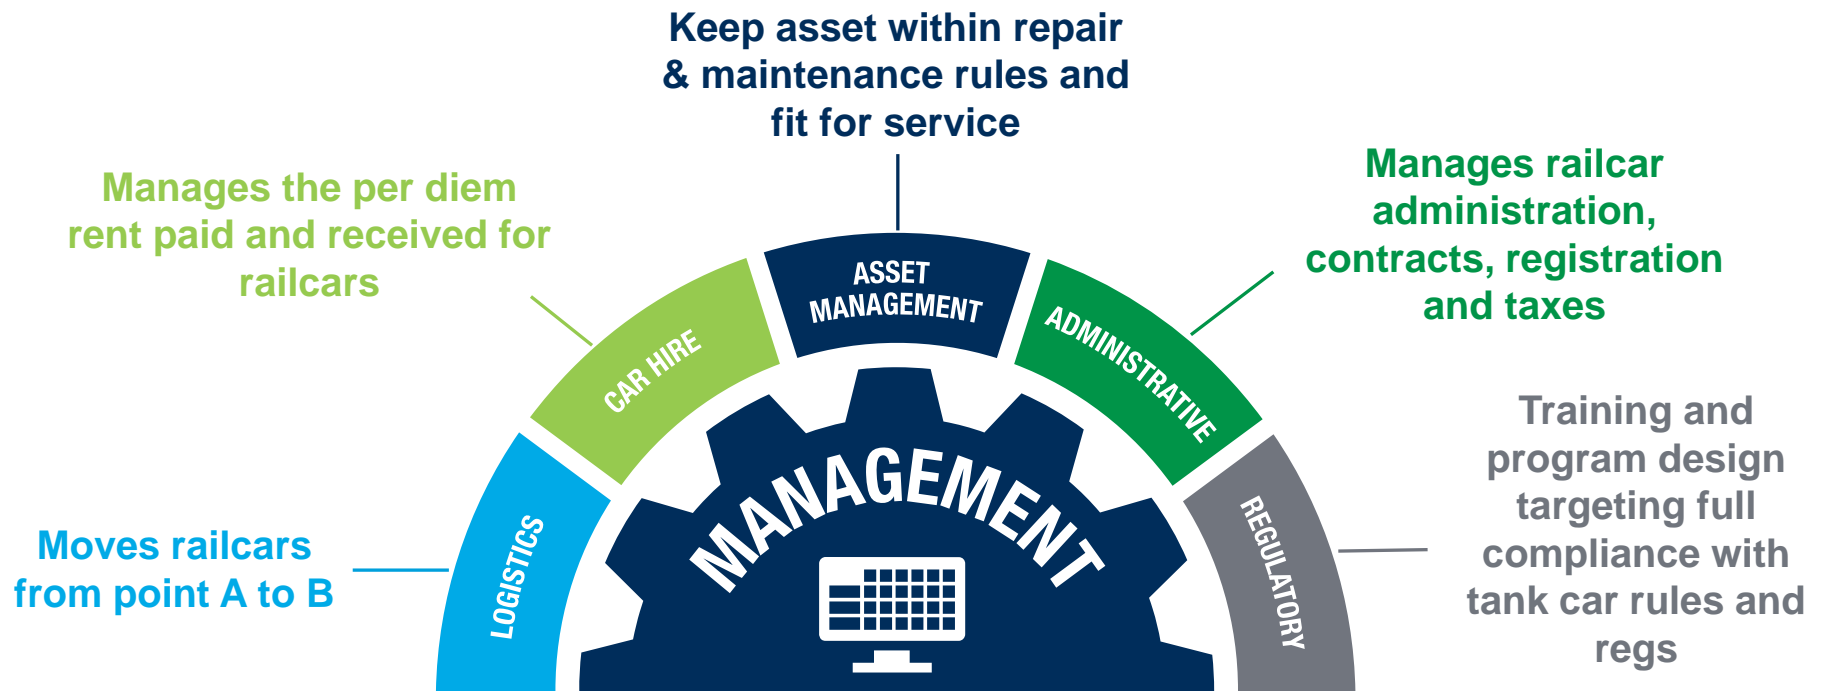 Keep asset within repair
& maintenance rules and
fit for service
Manages the per diem
rent paid and received for
railcars
Manages railcar
administration,
contracts, registration
and taxes
Moves railcars
from point A to B
Training and
program design
targeting full
compliance with
tank car rules and
regs
LOGISTICS
CAR HIRE
ASSET
MANAGEMENT
ADMINISTRATIVE
REGULATORY
MANAGEMENT